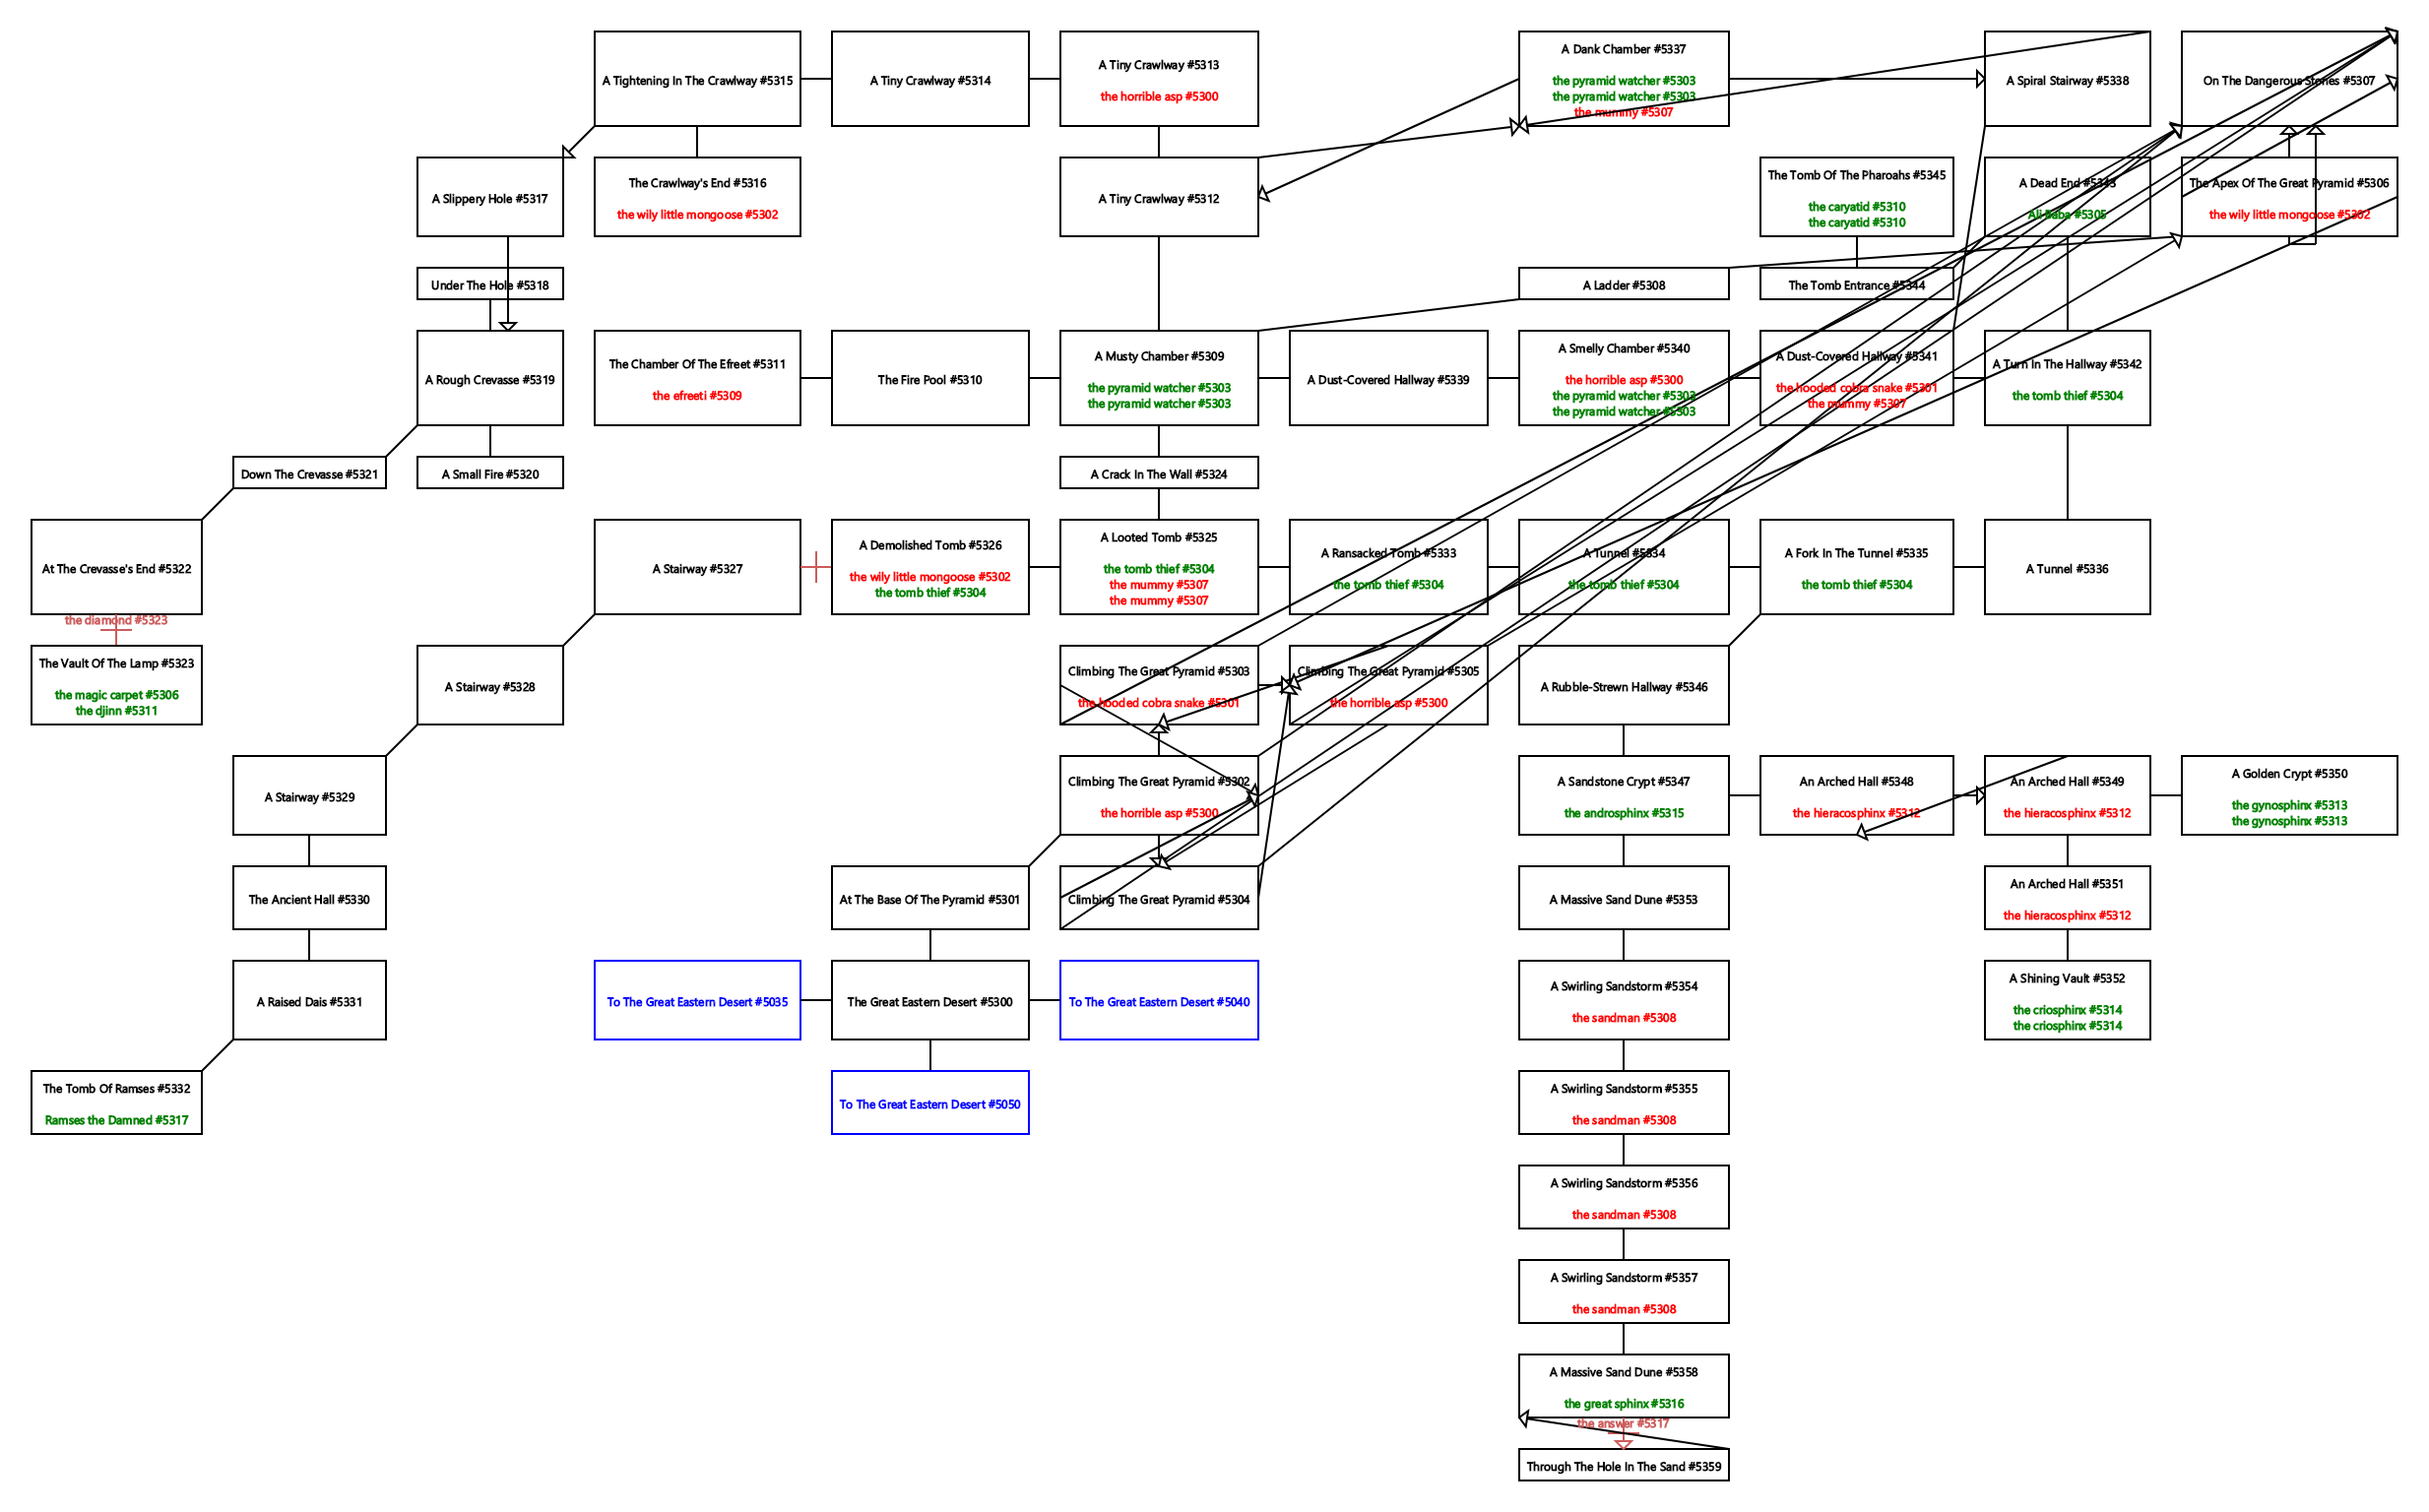 A Tightening In The Crawlway #5315
A Tiny Crawlway #5314
A Tiny Crawlway #5313
the horrible asp #5300
A Dank Chamber #5337
the pyramid watcher #5303
the pyramid watcher #5303
the mummy #5307
A Spiral Stairway #5338
On The Dangerous Stones #5307
A Slippery Hole #5317
The Crawlway's End #5316
the wily little mongoose #5302
A Tiny Crawlway #5312
The Tomb Of The Pharoahs #5345
the caryatid #5310
the caryatid #5310
A Dead End #5343
Ali Baba #5305
The Apex Of The Great Pyramid #5306
the wily little mongoose #5302
Under The Hole #5318
A Ladder #5308
The Tomb Entrance #5344
A Rough Crevasse #5319
The Chamber Of The Efreet #5311
the efreeti #5309
The Fire Pool #5310
A Musty Chamber #5309
the pyramid watcher #5303
the pyramid watcher #5303
A Dust-Covered Hallway #5339
A Smelly Chamber #5340
the horrible asp #5300
the pyramid watcher #5303
the pyramid watcher #5303
A Dust-Covered Hallway #5341
the hooded cobra snake #5301
the mummy #5307
A Turn In The Hallway #5342
the tomb thief #5304
Down The Crevasse #5321
A Small Fire #5320
A Crack In The Wall #5324
At The Crevasse's End #5322
A Stairway #5327
A Demolished Tomb #5326
the wily little mongoose #5302
the tomb thief #5304
A Looted Tomb #5325
the tomb thief #5304
the mummy #5307
the mummy #5307
A Ransacked Tomb #5333
the tomb thief #5304
A Tunnel #5334
the tomb thief #5304
A Fork In The Tunnel #5335
the tomb thief #5304
A Tunnel #5336
the diamond #5323
The Vault Of The Lamp #5323
the magic carpet #5306
the djinn #5311
A Stairway #5328
Climbing The Great Pyramid #5303
the hooded cobra snake #5301
Climbing The Great Pyramid #5305
the horrible asp #5300
A Rubble-Strewn Hallway #5346
A Stairway #5329
Climbing The Great Pyramid #5302
the horrible asp #5300
A Sandstone Crypt #5347
the androsphinx #5315
An Arched Hall #5348
the hieracosphinx #5312
An Arched Hall #5349
the hieracosphinx #5312
A Golden Crypt #5350
the gynosphinx #5313
the gynosphinx #5313
The Ancient Hall #5330
At The Base Of The Pyramid #5301
Climbing The Great Pyramid #5304
A Massive Sand Dune #5353
An Arched Hall #5351
the hieracosphinx #5312
A Raised Dais #5331
To The Great Eastern Desert #5035
The Great Eastern Desert #5300
To The Great Eastern Desert #5040
A Swirling Sandstorm #5354
the sandman #5308
A Shining Vault #5352
the criosphinx #5314
the criosphinx #5314
The Tomb Of Ramses #5332
Ramses the Damned #5317
To The Great Eastern Desert #5050
A Swirling Sandstorm #5355
the sandman #5308
A Swirling Sandstorm #5356
the sandman #5308
A Swirling Sandstorm #5357
the sandman #5308
A Massive Sand Dune #5358
the great sphinx #5316
the answer #5317
Through The Hole In The Sand #5359